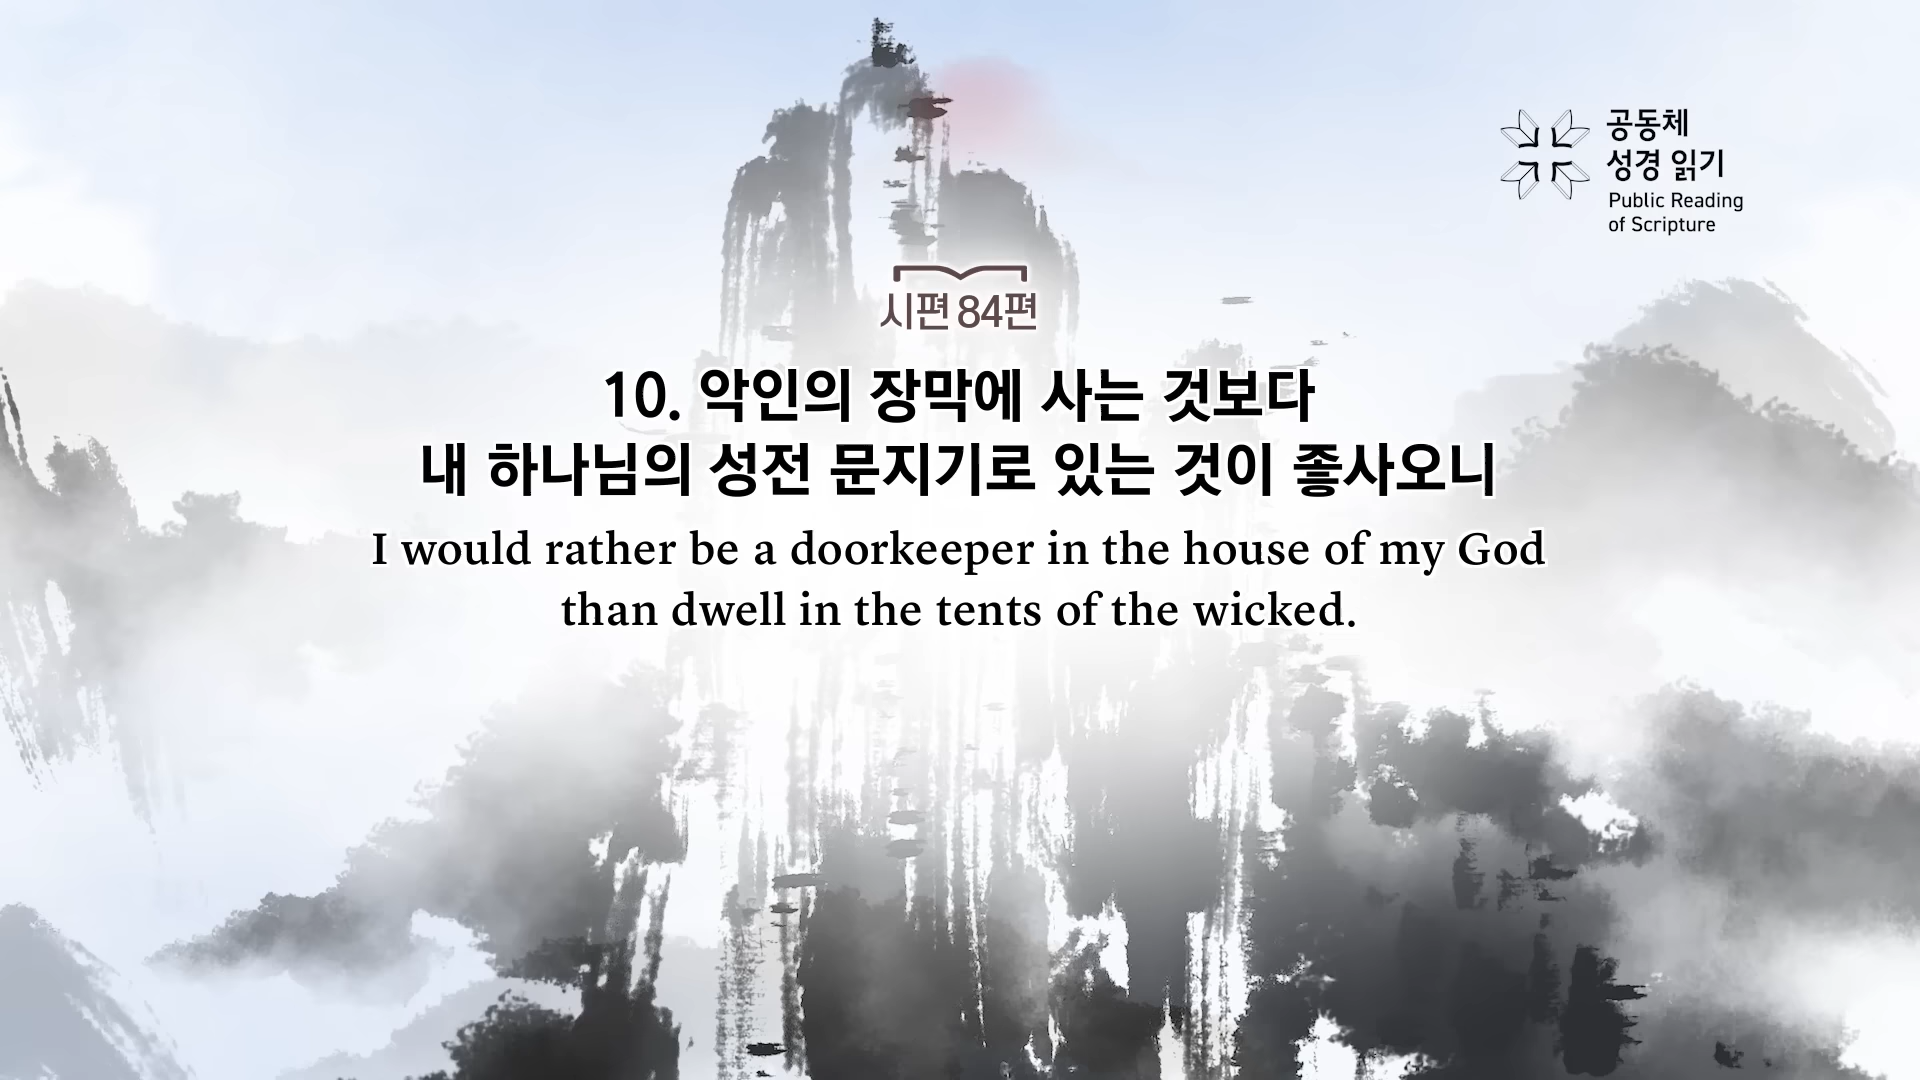 공동체
성경 읽기
Public Reading
of Scripture
시편 84편
10. 악인의 장막에 사는 것보다
내 하나님의 성전 문지기로 있는 것이 좋사오니
I would rather be a doorkeeper in the house of my God
than dwell in the tents of the wicked.